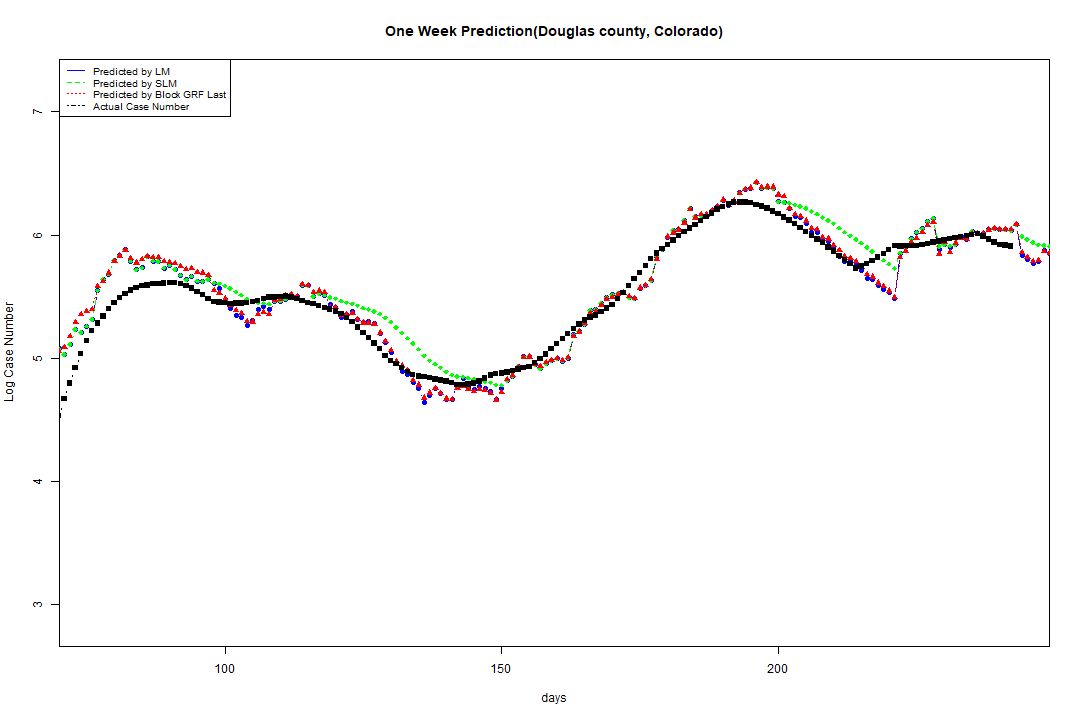 One Week Prediction(Douglas county, Colorado)
Predicted by LM
Predicted by SLM
Predicted by Block GRF Last
Actual Case Number
7
6
5
4
3
Log Case Number
100 150 200
days